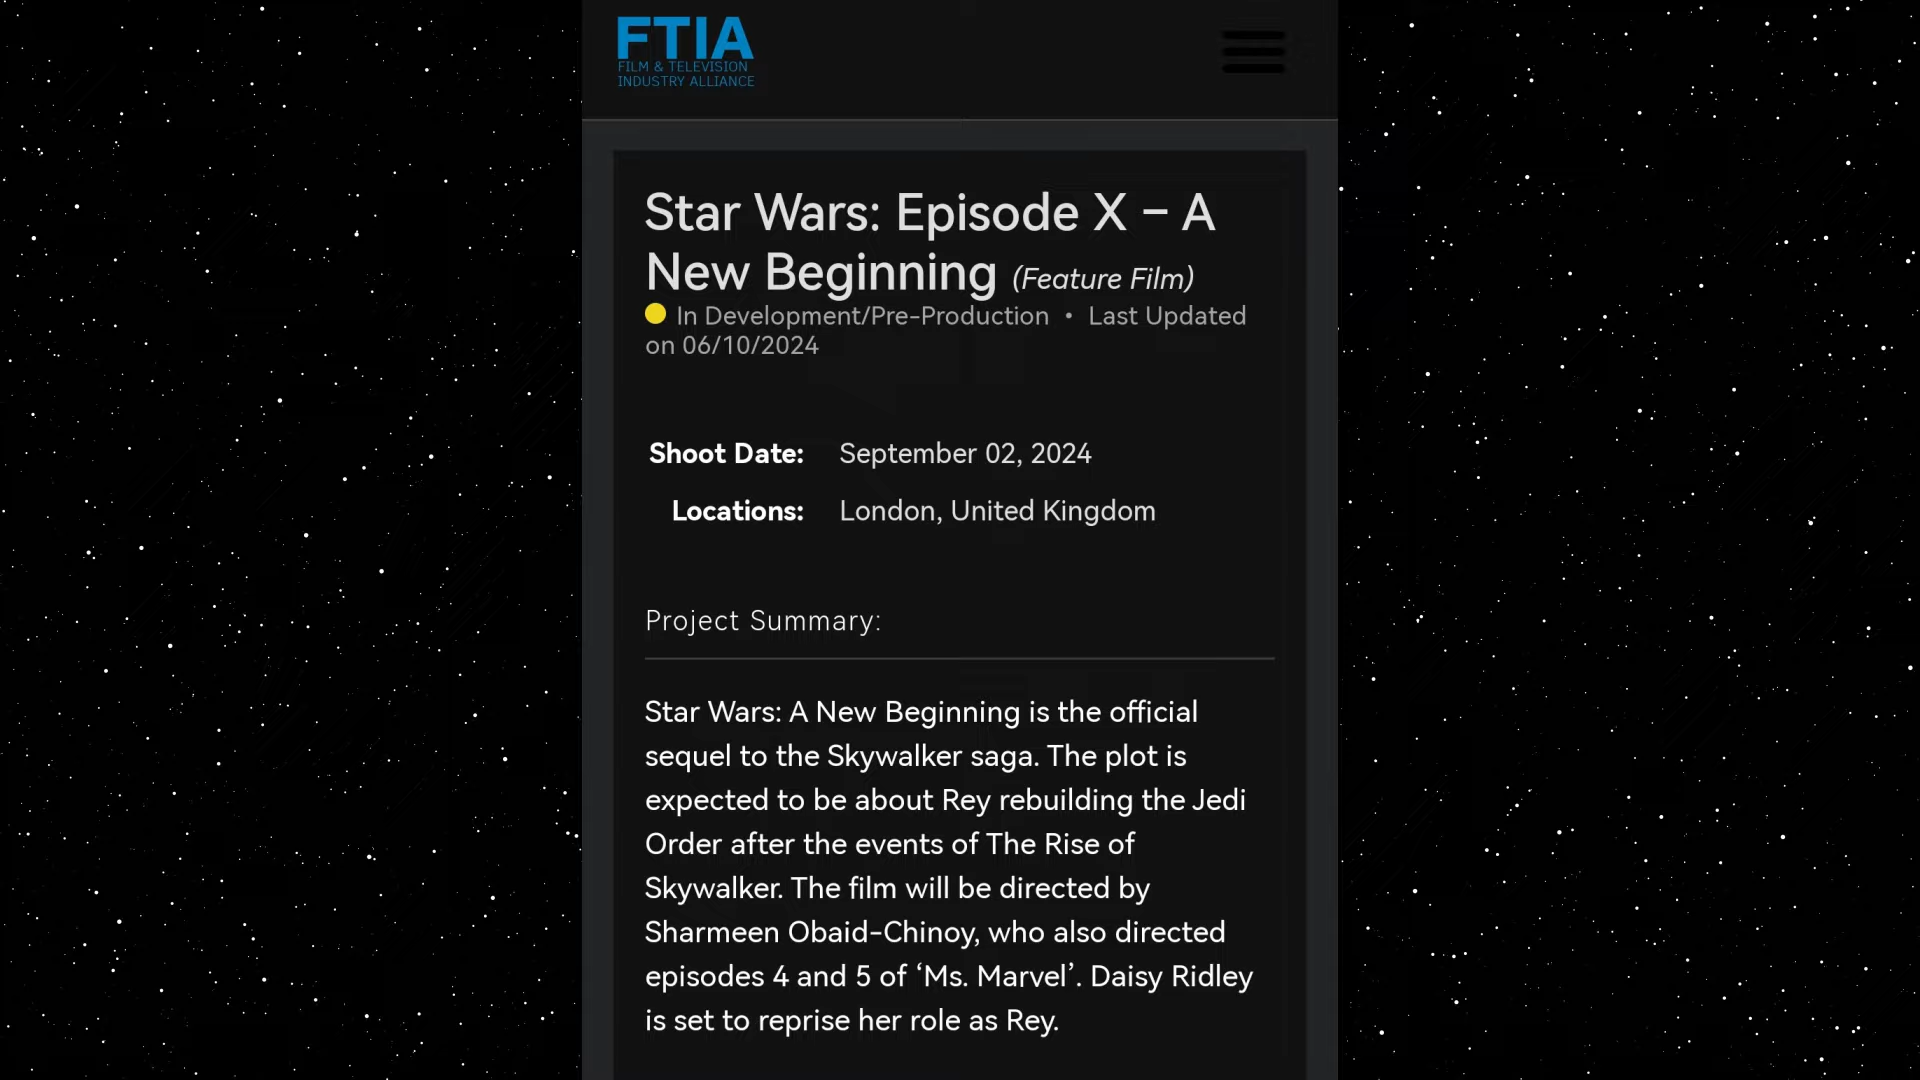 FTIA
FILM & TELEVISION
INDUSTRY ALLIANCE
Star Wars: Episode X – A
New Beginning (Feature Film)
In Development/Pre-Production • Last Updated
on 06/10/2024
Shoot Date: September 02, 2024
Locations: London, United Kingdom
Project Summary:
Star Wars: A New Beginning is the official
sequel to the Skywalker saga. The plot is
expected to be about Rey rebuilding the Jedi
Order after the events of The Rise of
Skywalker. The film will be directed by
Sharmeen Obaid-Chinoy, who also directed
episodes 4 and 5 of ‘Ms. Marvel’. Daisy Ridley
is set to reprise her role as Rey.